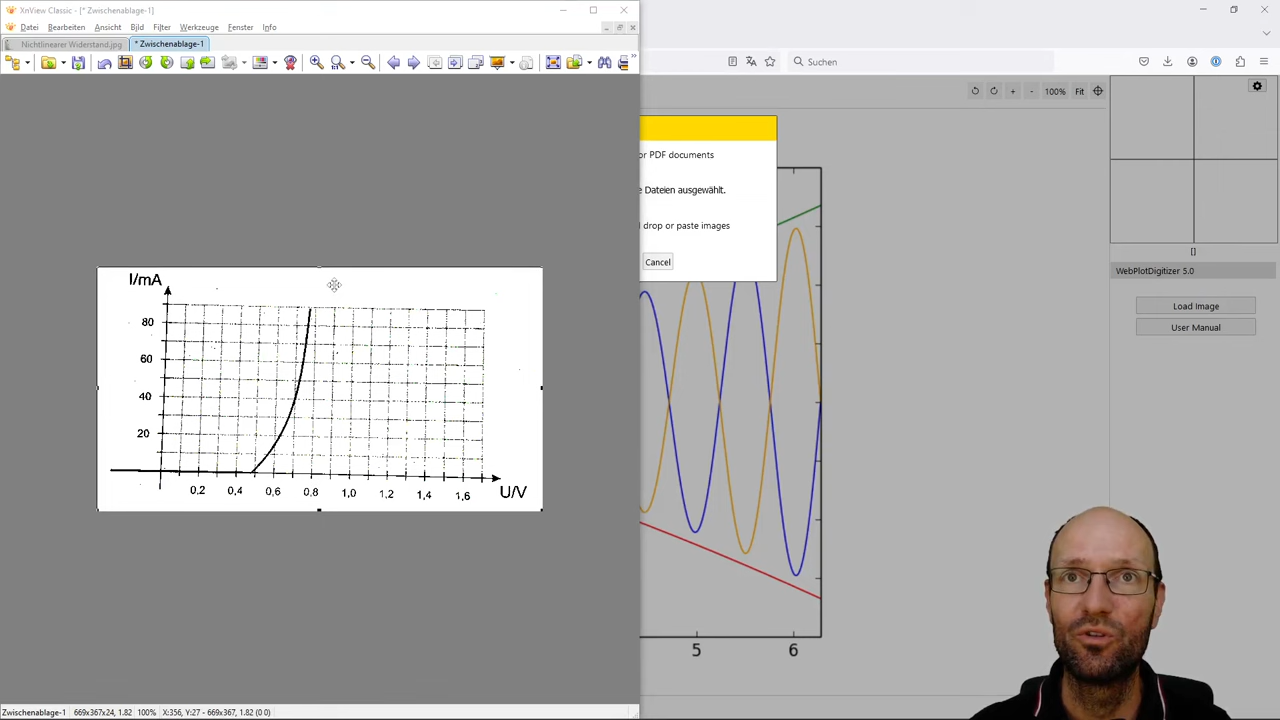 XnView Classic - [* Zwischenablage-1]
Datei Bearbeiten Ansicht Bild Filter Werkzeuge Fenster Info
Nichtlinearer Widerstand.jpg * Zwischenablage-1
I/mA
80
60
40
20
0,2 0,4 0,6 0,8 1,0 1,2 1,4 1,6 U/V
Zwischenablage-1 669x367x24, 1.82 100% X:356, Y:27 - 669x367, 1.82 (0 0)
Suchen
100% Fit
or PDF documents
e Dateien ausgewählt.
drop or paste images
Cancel
5 6
[]
WebPlotDigitizer 5.0
Load Image
User Manual